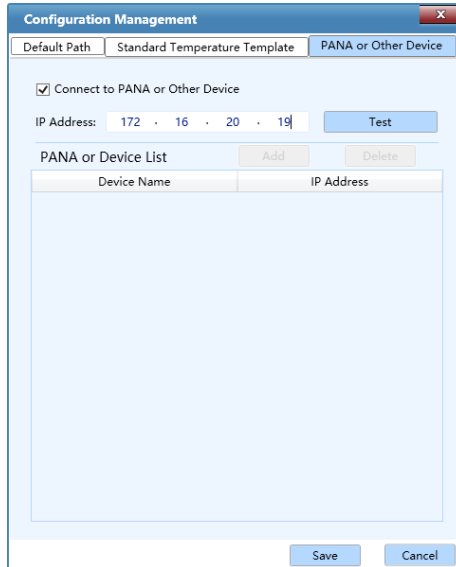 Configuration Management
x
Default Path Standard Temperature Template PANA or Other Device
Connect to PANA or Other Device
IP Address: 172 . 16 . 20 . 19 Test
PANA or Device List Add Delete
Device Name IP Address
Save Cancel